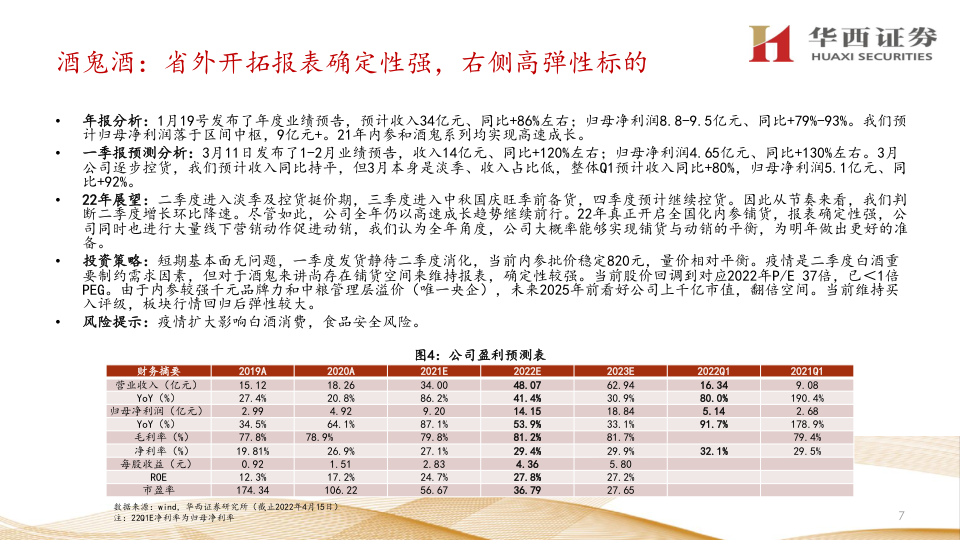 酒鬼酒：省外开拓报表确定性强，右侧高弹性标的
华西证券
HUAXI SECURITIES
• 年报分析：1月19号发布了年度业绩预告，预计收入34亿元、同比+86%左右；归母净利润8.8-9.5亿元、同比+79%-93%。我们预
计归母净利润落于区间中枢，9亿元+。21年内参和酒鬼系列均实现高速成长。
• 一季报预测分析：3月11日发布了1-2月业绩预告，收入14亿元、同比+120%左右；归母净利润4.65亿元、同比+130%左右。3月
公司逐步控货，我们预计收入同比持平，但3月本身是淡季、收入占比低，整体Q1预计收入同比+80%，归母净利润5.1亿元、同
比+92%。
• 22年展望：二季度进入淡季及控货挺价期，三季度进入中秋国庆旺季前备货，四季度预计继续控货。因此从节奏来看，我们判
断二季度增长环比降速。尽管如此，公司全年仍以高速成长趋势继续前行。22年真正开启全国化内参铺货，报表确定性强，公
司同时也进行大量线下营销动作促进动销，我们认为全年角度，公司大概率能够实现铺货与动销的平衡，为明年做出更好的准
备。
• 投资策略：短期基本面无问题，一季度发货静待二季度消化，当前内参批价稳定820元，量价相对平衡。疫情是二季度白酒重
要制约需求因素，但对于酒鬼来讲尚存在铺货空间来维持报表，确定性较强。当前股价回调到对应2022年P/E 37倍，已＜1倍
PEG。由于内参较强千元品牌力和中粮管理层溢价（唯一央企），未来2025年前看好公司上千亿市值，翻倍空间。当前维持买
入评级，板块行情回归后弹性较大。
• 风险提示：疫情扩大影响白酒消费，食品安全风险。
图4：公司盈利预测表
财务摘要 2019A 2020A 2021E 2022E 2023E 2022Q1 2021Q1
营业收入（亿元） 15.12 18.26 34.00 48.07 62.94 16.34 9.08
YoY（%） 27.4% 20.8% 86.2% 41.4% 30.9% 80.0% 190.4%
归母净利润（亿元） 2.99 4.92 9.20 14.15 18.84 5.14 2.68
YoY（%） 34.5% 64.1% 87.1% 53.9% 33.1% 91.7% 178.9%
毛利率（%） 77.8% 78.9% 79.8% 81.2% 81.7% 79.4%
净利率（%） 19.81% 26.9% 27.1% 29.4% 29.9% 32.1% 29.5%
每股收益（元） 0.92 1.51 2.83 4.36 5.80
ROE 12.3% 17.2% 24.7% 27.8% 27.2%
市盈率 174.34 106.22 56.67 36.79 27.65
数据来源：wind，华西证券研究所（截止2022年4月15日）
注：22Q1E净利率为归母净利率
7